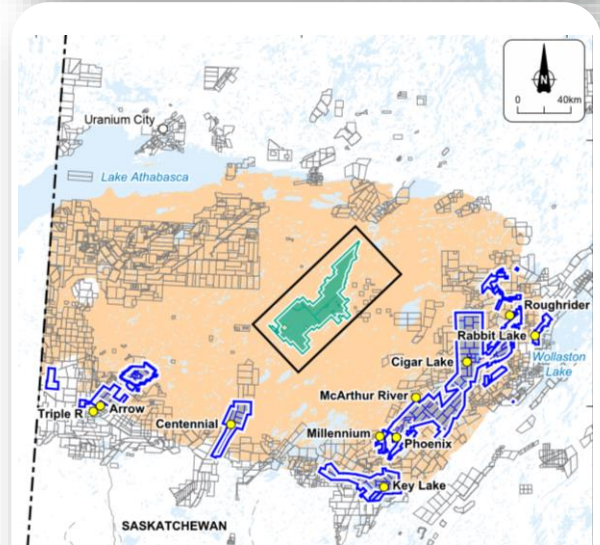 N
0 40km
Uranium City
Lake Athabasca
Roughrider
Rabbit Lake
Wollaston
Lake
Cigar Lake
McArthur River
Triple R
Arrow
Centennial
Millennium
Phoenix
Key Lake
SASKATCHEWAN